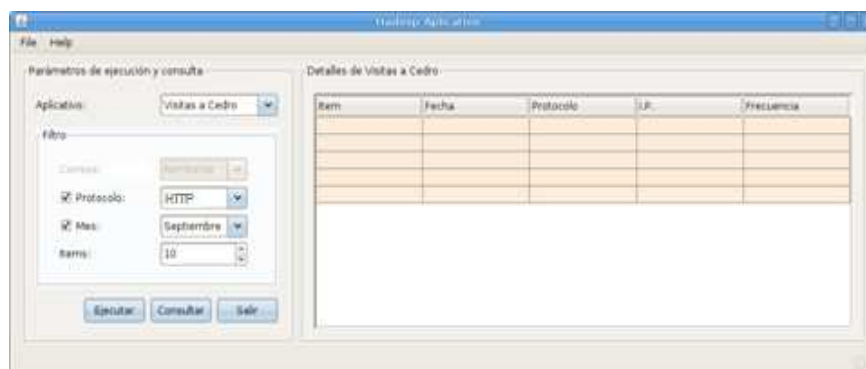 Hadoop Aplication
File Help
Parámetros de ejecución y consulta
Aplicativo: Visitas a Cedro
Filtro
Protocolo: HTTP
Mes: Septiembre
Items: 10
Ejecutar Consultar Salir
Detalles de Visitas a Cedro
Item Fecha Protocolo I.P. Frecuencia